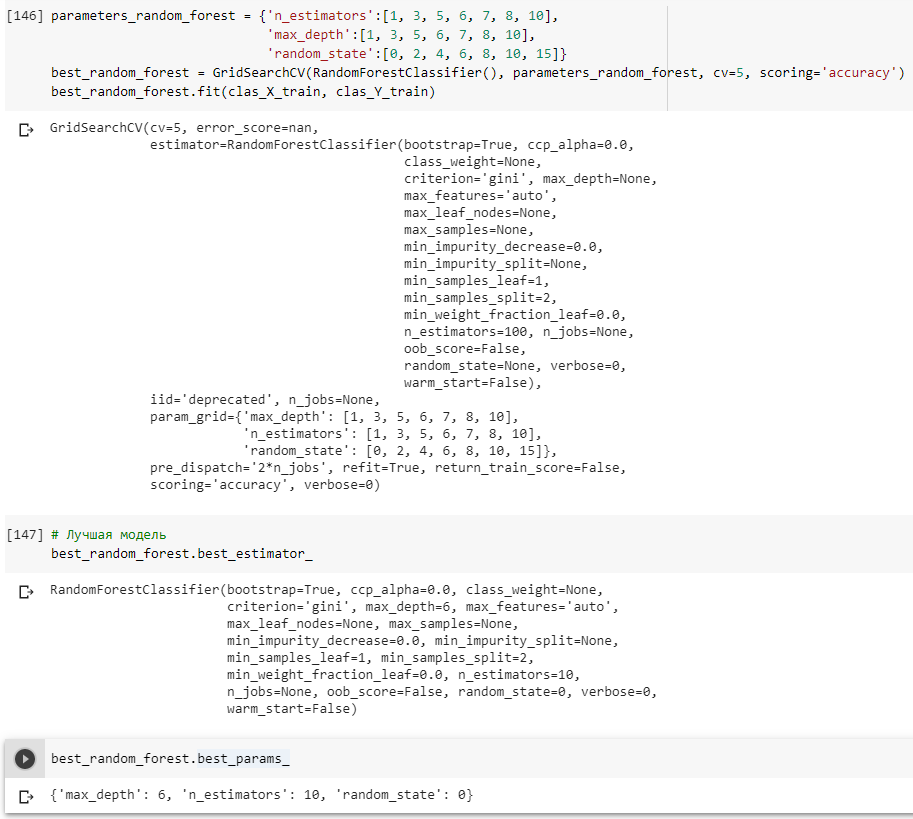 [146] parameters_random_forest = {'n_estimators':[1, 3, 5, 6, 7, 8, 10],
'max_depth':[1, 3, 5, 6, 7, 8, 10],
'random_state':[0, 2, 4, 6, 8, 10, 15]}
best_random_forest = GridSearchCV(RandomForestClassifier(), parameters_random_forest, cv=5, scoring='accuracy')
best_random_forest.fit(clas_X_train, clas_Y_train)
GridSearchCV(cv=5, error_score=nan,
estimator=RandomForestClassifier(bootstrap=True, ccp_alpha=0.0,
class_weight=None,
criterion='gini', max_depth=None,
max_features='auto',
max_leaf_nodes=None,
max_samples=None,
min_impurity_decrease=0.0,
min_impurity_split=None,
min_samples_leaf=1,
min_samples_split=2,
min_weight_fraction_leaf=0.0,
n_estimators=100, n_jobs=None,
oob_score=False,
random_state=None, verbose=0,
warm_start=False),
iid='deprecated', n_jobs=None,
param_grid={'max_depth': [1, 3, 5, 6, 7, 8, 10],
'n_estimators': [1, 3, 5, 6, 7, 8, 10],
'random_state': [0, 2, 4, 6, 8, 10, 15]},
pre_dispatch='2*n_jobs', refit=True, return_train_score=False,
scoring='accuracy', verbose=0)
[147] # Лучшая модель
best_random_forest.best_estimator_
RandomForestClassifier(bootstrap=True, ccp_alpha=0.0, class_weight=None,
criterion='gini', max_depth=6, max_features='auto',
max_leaf_nodes=None, max_samples=None,
min_impurity_decrease=0.0, min_impurity_split=None,
min_samples_leaf=1, min_samples_split=2,
min_weight_fraction_leaf=0.0, n_estimators=10,
n_jobs=None, oob_score=False, random_state=0, verbose=0,
warm_start=False)
best_random_forest.best_params_
{'max_depth': 6, 'n_estimators': 10, 'random_state': 0}